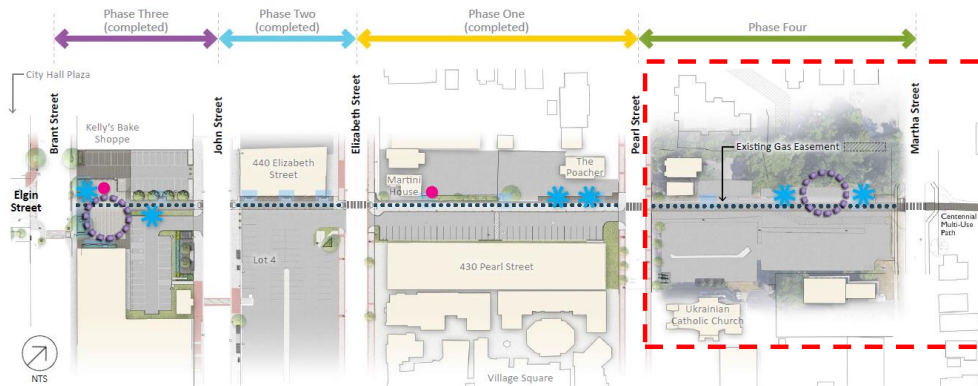 Phase Three
(completed)
Phase Two
(completed)
Phase One
(completed)
Phase Four
City Hall Plaza
Brant Street
John Street
Elizabeth Street
Pearl Street
Martha Street
Kelly's Bake
Shoppe
440 Elizabeth
Street
Martini
House
The
Poacher
Existing Gas Easement
Elgin
Street
Centennial
Multi-Use
Path
Lot 4
430 Pearl Street
Ukrainian
Catholic Church
Village Square
NTS